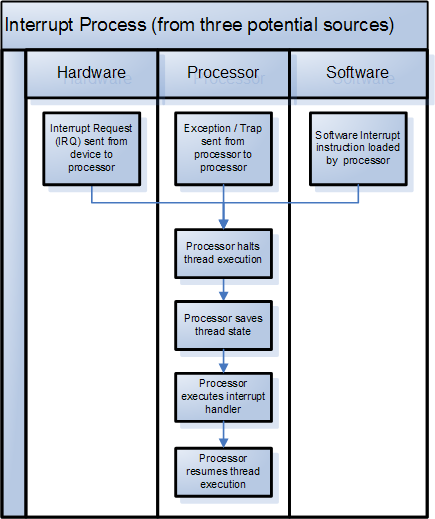 Interrupt Process (from three potential sources)
Hardware
Processor
Software
Interrupt Request
(IRQ) sent from
device to
processor
Exception / Trap
sent from
processor to
processor
Software Interrupt
instruction loaded
by processor
Processor halts
thread execution
Processor saves
thread state
Processor
executes interrupt
handler
Processor
resumes thread
execution